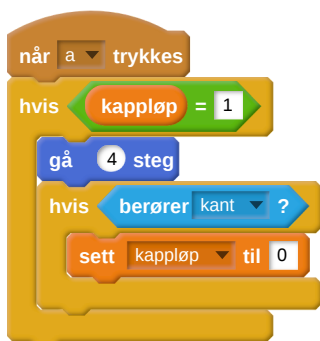 når a trykkes
hvis kappløp = 1
gå 4 steg
hvis berører kant ?
sett kappløp til 0